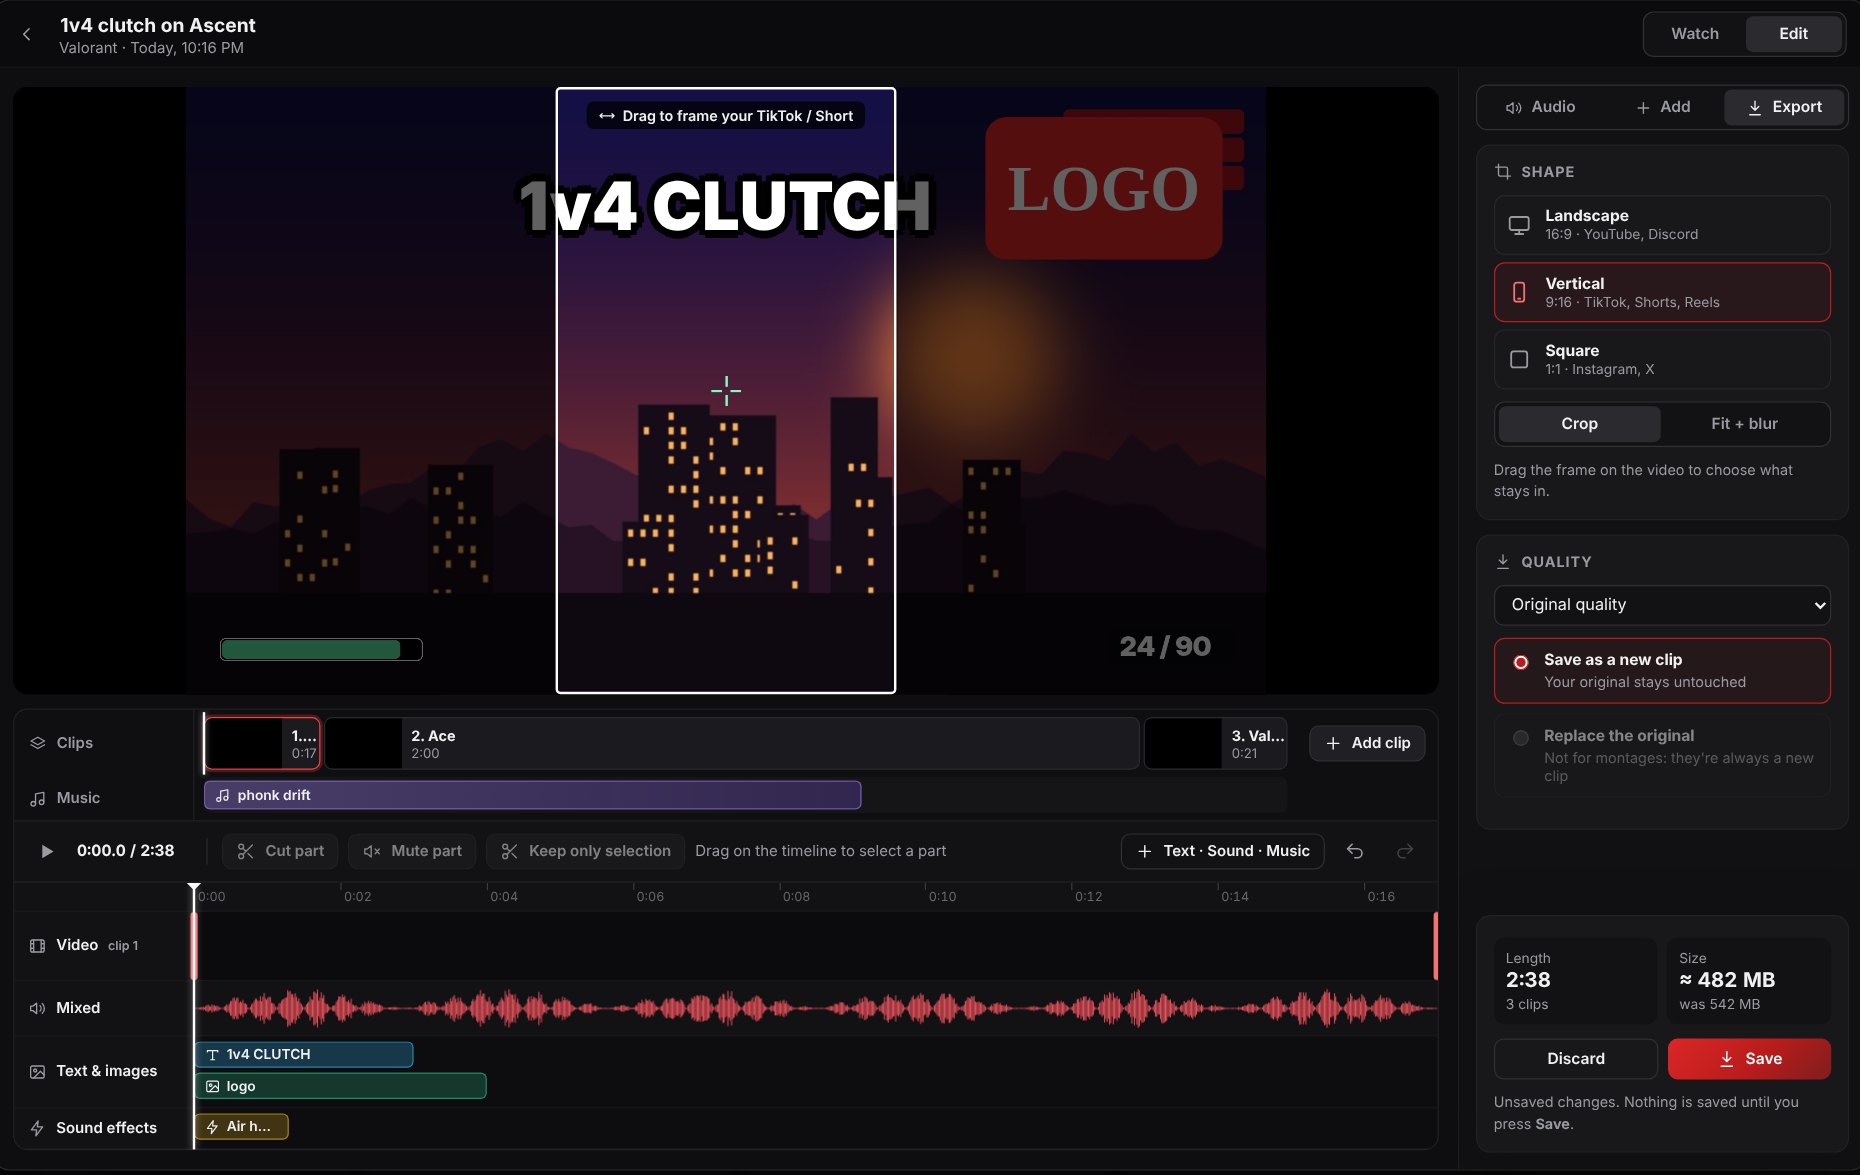 1v4 clutch on Ascent
Valorant · Today, 10:16 PM
Watch
Edit
Drag to frame your TikTok / Short
1v4 CLUTCH
LOGO
24 / 90
Audio
Add
Export
SHAPE
Landscape
16:9 · YouTube, Discord
Vertical
9:16 · TikTok, Shorts, Reels
Square
1:1 · Instagram, X
Crop
Fit + blur
Drag the frame on the video to choose what
stays in.
QUALITY
Original quality
Save as a new clip
Your original stays untouched
Replace the original
Not for montages: they're always a new
clip
Clips
1....
0:17
2. Ace
2:00
3. Val...
0:21
Add clip
Music
phonk drift
0:00.0 / 2:38
Cut part
Mute part
Keep only selection
Drag on the timeline to select a part
Text · Sound · Music
0:00
0:02
0:04
0:06
0:08
0:10
0:12
0:14
0:16
Video clip 1
Mixed
Text & images
1v4 CLUTCH
logo
Sound effects
Air h...
Length
2:38
3 clips
Size
≈ 482 MB
was 542 MB
Discard
Save
Unsaved changes. Nothing is saved until you
press Save.